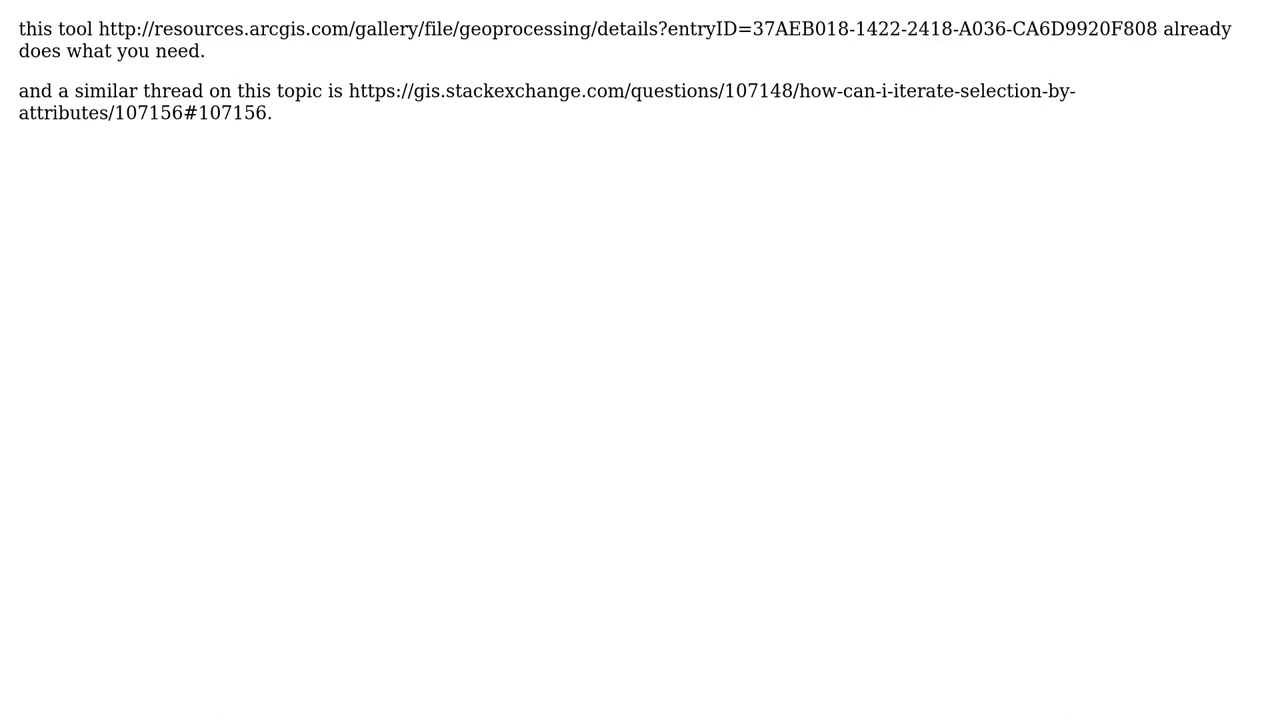 this tool http://resources.arcgis.com/gallery/file/geoprocessing/details?entryID=37AEB018-1422-2418-A036-CA6D9920F808 already
does what you need.
and a similar thread on this topic is https://gis.stackexchange.com/questions/107148/how-can-i-iterate-selection-by-
attributes/107156#107156.